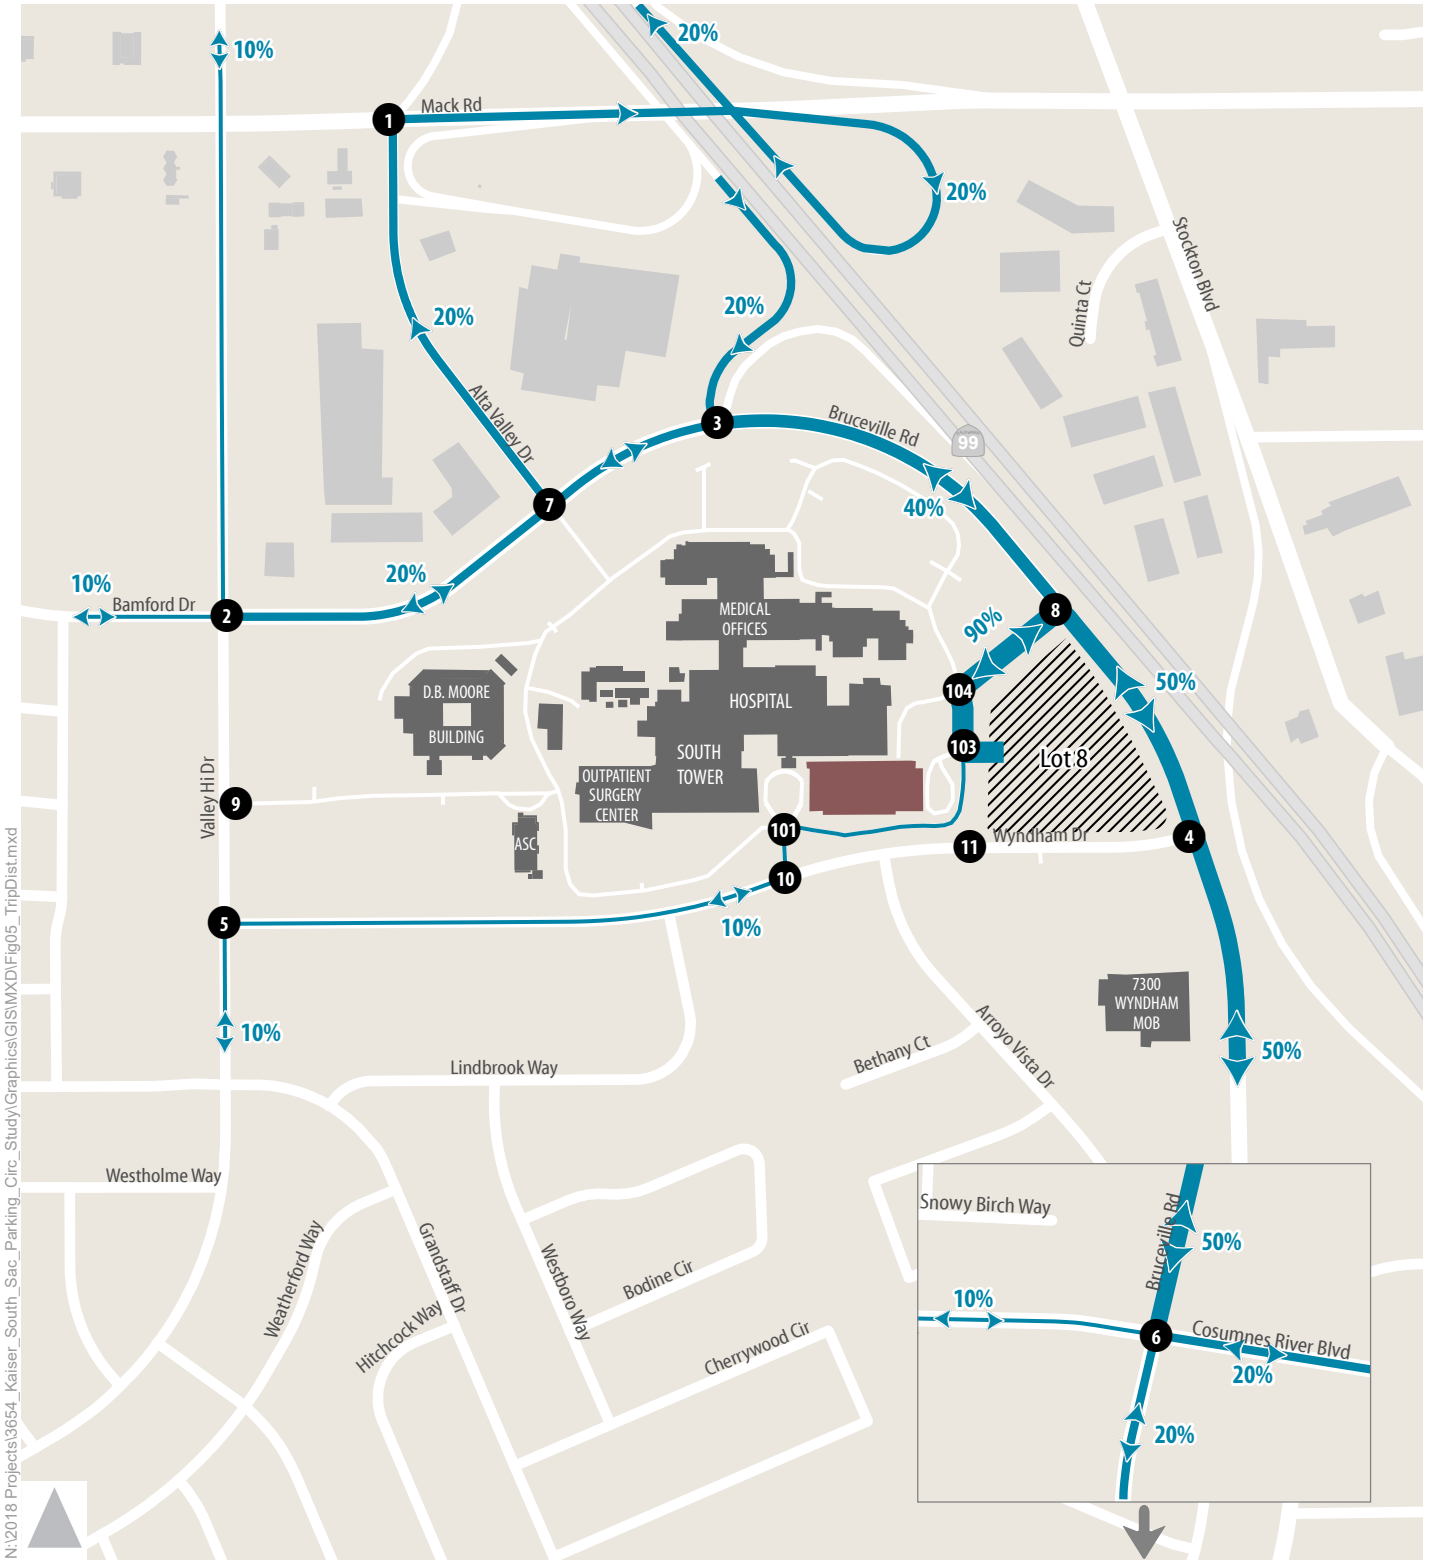 20%
10%
Mack Rd
1
20%
Stockton Blvd
Quinta Ct
20%
20%
Alta Valley Dr
Bruceville Rd
3
99
7
40%
20%
10%
Bamford Dr
2
MEDICAL
OFFICES
8
90%
104
50%
D.B. MOORE
BUILDING
HOSPITAL
SOUTH
TOWER
103
Lot 8
OUTPATIENT
SURGERY
CENTER
Valley Hi Dr
9
101
ASC
11
Wyndham Dr
4
10
5
10%
7300
WYNDHAM
MOB
10%
Arroyo Vista Dr
Bethany Ct
50%
Lindbrook Way
Westholme Way
Weatherford Way
Grandstaff Dr
Hitchcock Way
Westboro Way
Bodine Cir
Cherrywood Cir
Snowy Birch Way
Bruceville Rd
50%
10%
6
Cosumnes River Blvd
20%
20%
N:\2018 Projects\3654_Kaiser_South_Sac_Parking_Circ_Study\Graphics\GIS\MXD\Fig05_TripDist.mxd